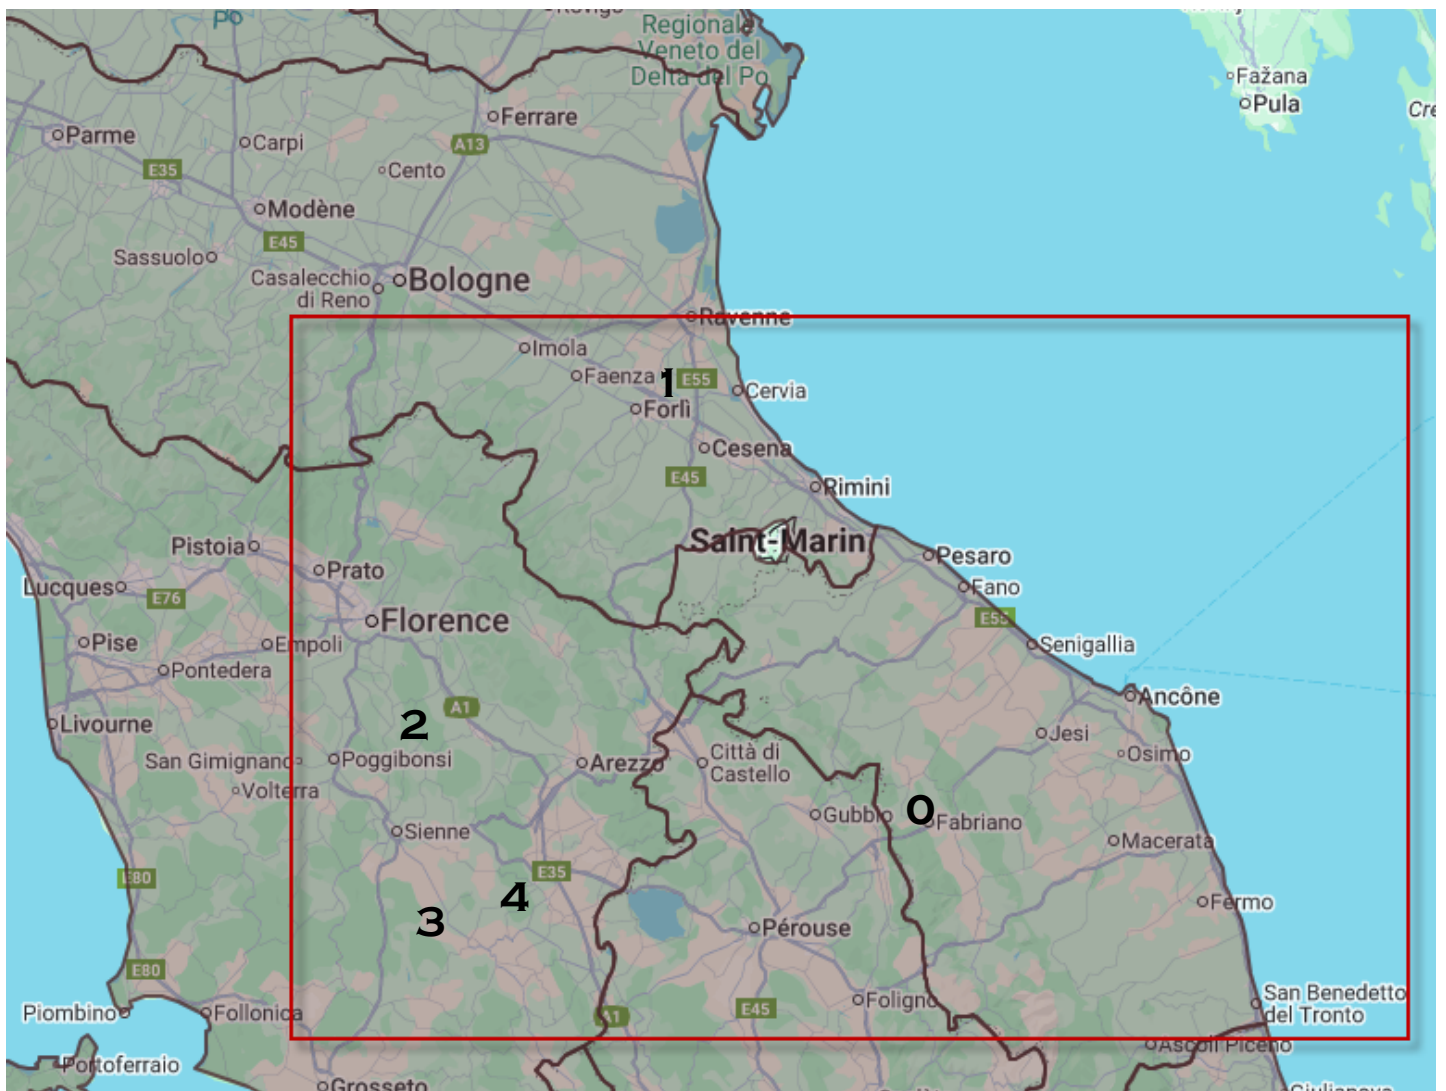 Po
Regionale
Veneto del
Delta del Po
Fažana
Pula
Cre
Ferrare
Parme
A13
Carpi
E35
Cento
Modène
E45
Sassuolo
Casalecchio
di Reno
Bologne
Ravenne
Imola
Faenza
1
E55
Cervia
Forlì
Cesena
E45
Rimini
Saint-Marin
Pistoia
Pesaro
Prato
Lucques
Fano
E76
Florence
E55
Pise
Empoli
Senigallia
Pontedera
Ancône
A1
Livourne
2
Jesi
San Gimignano
Poggibonsi
Arezzo
Città di
Castello
Osimo
Volterra
0
Gubbio
Fabriano
Sienne
Macerata
E80
E35
4
Fermo
3
Pérouse
E80
San Benedetto
del Tronto
Foligno
E45
Piombino
Follonica
A1
Ascoli Piceno
Portoferraio
Grosseto
Giulianova